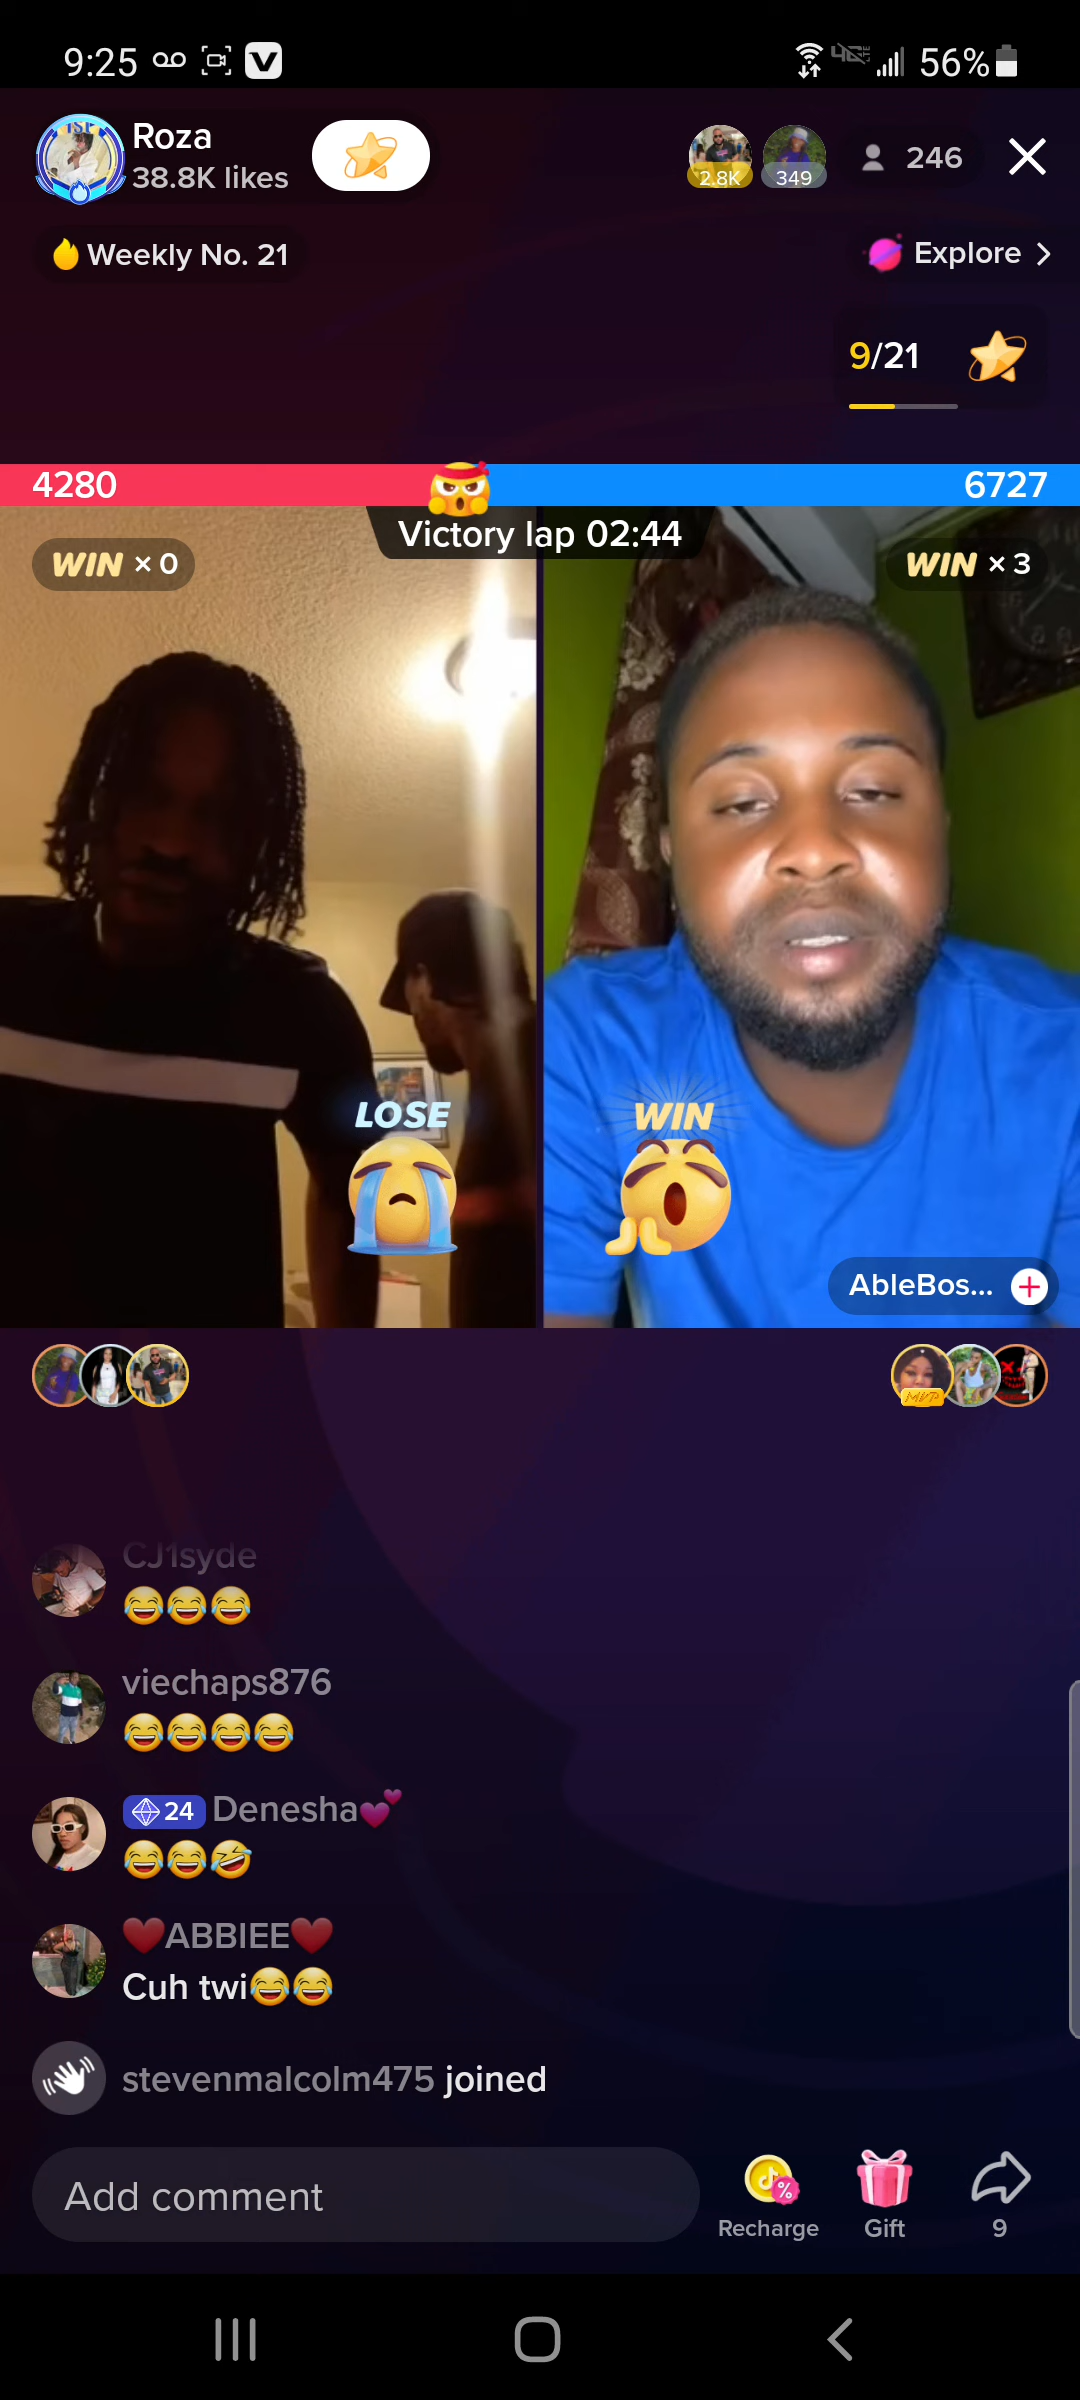 9:25
56%
Roza
38.8K likes
2.8K
349
246
Weekly No. 21
Explore
9/21
4280
6727
Victory lap 02:44
WIN × 0
WIN × 3
LOSE
WIN
AbleBos...
MVP
CJ1syde
😂😂😂
viechaps876
😂😂😂😂
24 Denesha💕
😂😂🤣
❤️ABBIEE❤️
Cuh twi😂😂
stevenmalcolm475 joined
Add comment
Recharge
Gift
9